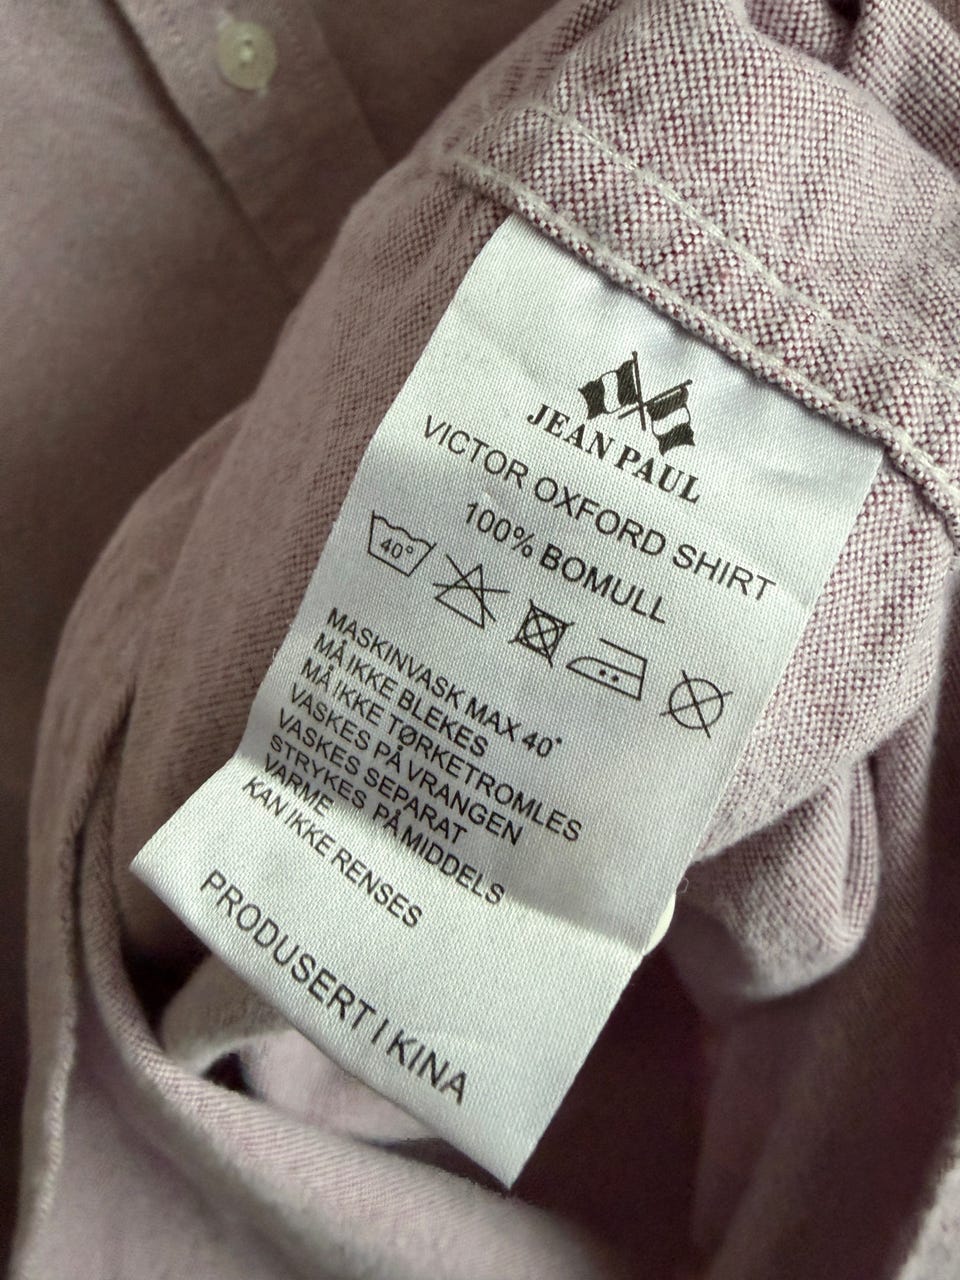 JEAN PAUL
VICTOR OXFORD SHIRT
100% BOMULL
40°
MASKINVASK MAX 40°
MÅ IKKE BLEKES
MÅ IKKE TØRKETROMLES
VASKES PÅ VRANGEN
VASKES SEPARAT
STRYKES PÅ MIDDELS
VARME
KAN IKKE RENSES
PRODUSERT I KINA